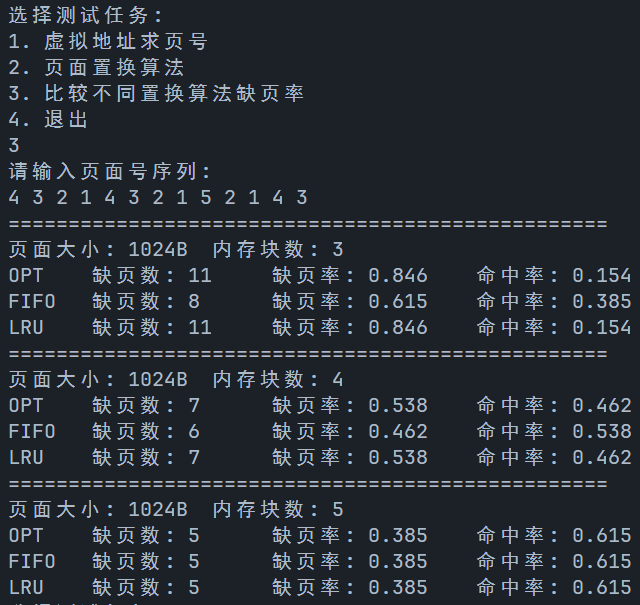 选择测试任务：
1. 虚拟地址求页号
2. 页面置换算法
3. 比较不同置换算法缺页率
4. 退出
3
请输入页面号序列：
4 3 2 1 4 3 2 1 5 2 1 4 3
==================================================
页面大小：1024B 内存块数：3
OPT 缺页数：11 缺页率：0.846 命中率：0.154
FIFO 缺页数：8 缺页率：0.615 命中率：0.385
LRU 缺页数：11 缺页率：0.846 命中率：0.154
==================================================
页面大小：1024B 内存块数：4
OPT 缺页数：7 缺页率：0.538 命中率：0.462
FIFO 缺页数：6 缺页率：0.462 命中率：0.538
LRU 缺页数：7 缺页率：0.538 命中率：0.462
==================================================
页面大小：1024B 内存块数：5
OPT 缺页数：5 缺页率：0.385 命中率：0.615
FIFO 缺页数：5 缺页率：0.385 命中率：0.615
LRU 缺页数：5 缺页率：0.385 命中率：0.615